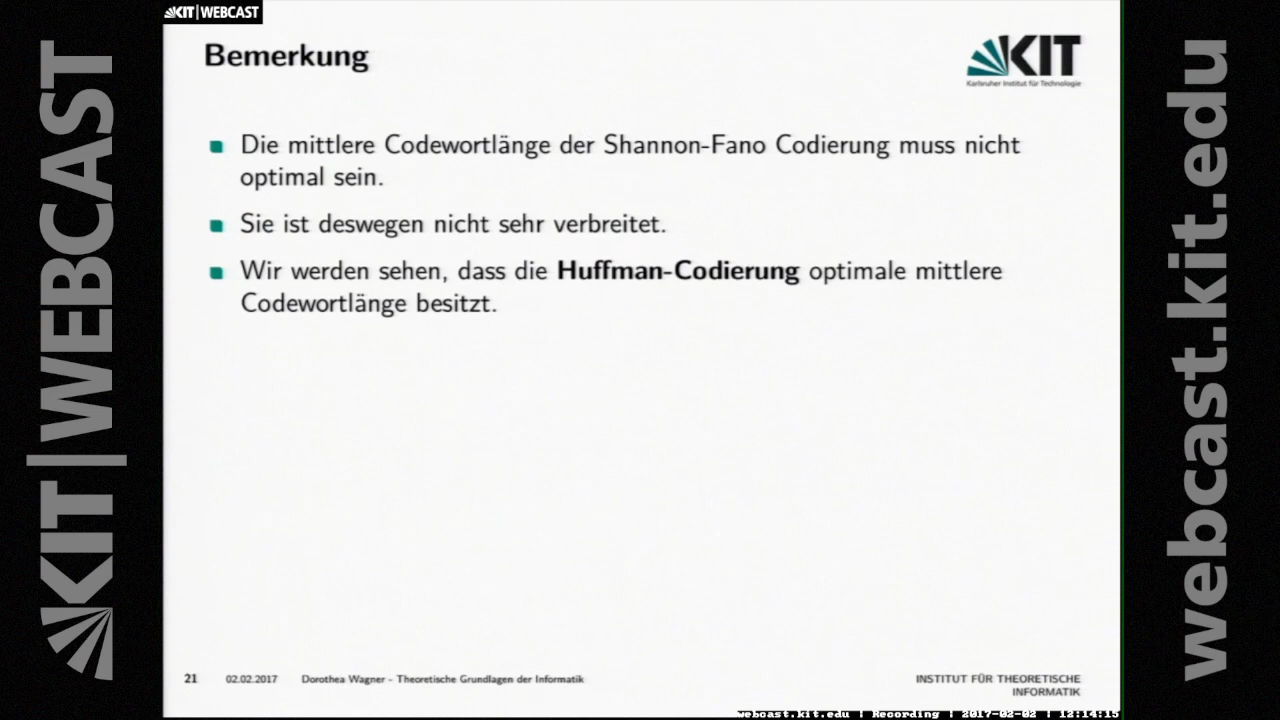 KIT|WEBCAST
Bemerkung
KIT
Karlsruher Institut für Technologie
Die mittlere Codewortlänge der Shannon-Fano Codierung muss nicht
optimal sein.
Sie ist deswegen nicht sehr verbreitet.
Wir werden sehen, dass die Huffman-Codierung optimale mittlere
Codewortlänge besitzt.
21 02.02.2017 Dorothea Wagner - Theoretische Grundlagen der Informatik
INSTITUT FÜR THEORETISCHE
INFORMATIK
webcast.kit.edu | Recording | 2017-02-02 | 12:14:15
KIT|WEBCAST
webcast.kit.edu